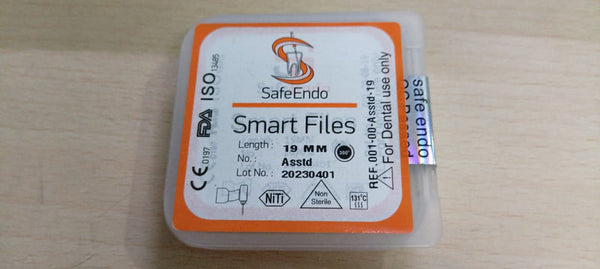 SafeEndo
Smart Files
Length : 19 MM
360°
No. : Asstd
Lot No. : 20230401
NiTi
Non
Sterile
131°C
CE 0197 FDA ISO 13485
REF.001-00-Asstd-19
For Dental use only
safe endo